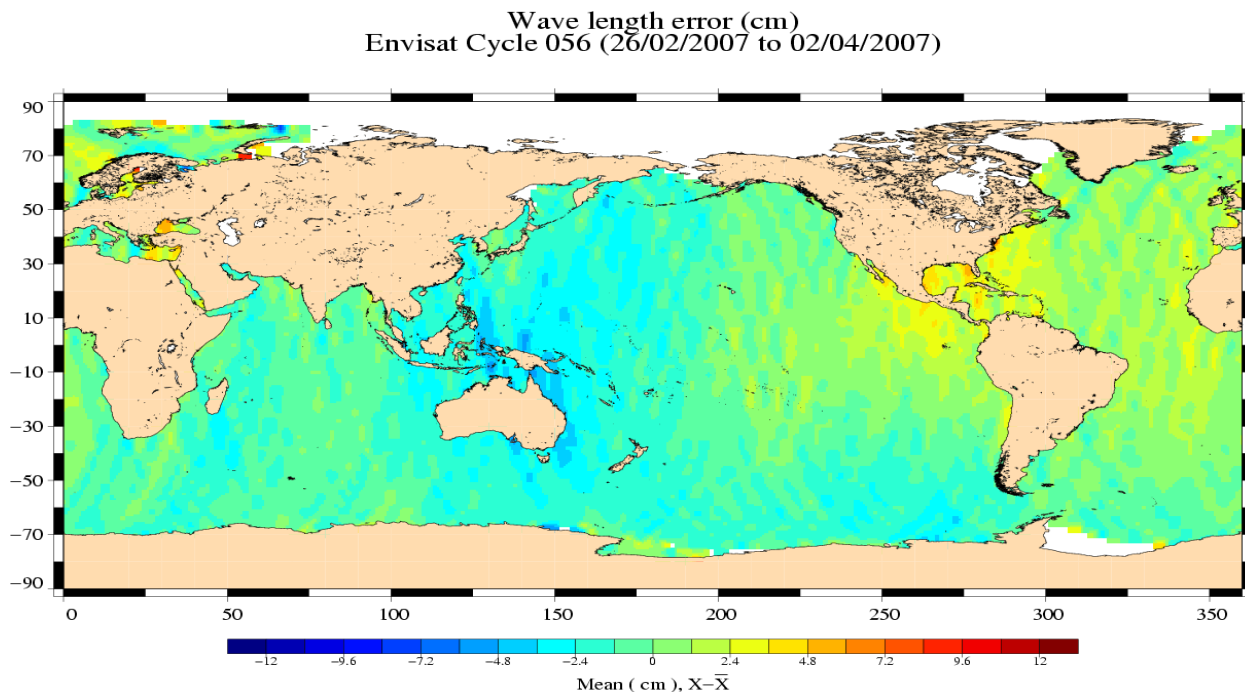 Wave length error (cm)
Envisat Cycle 056 (26/02/2007 to 02/04/2007)
90
70
50
30
10
−10
−30
−50
−70
−90
0 50 100 150 200 250 300 350
−12 −9.6 −7.2 −4.8 −2.4 0 2.4 4.8 7.2 9.6 12
Mean ( cm ), X−X̅